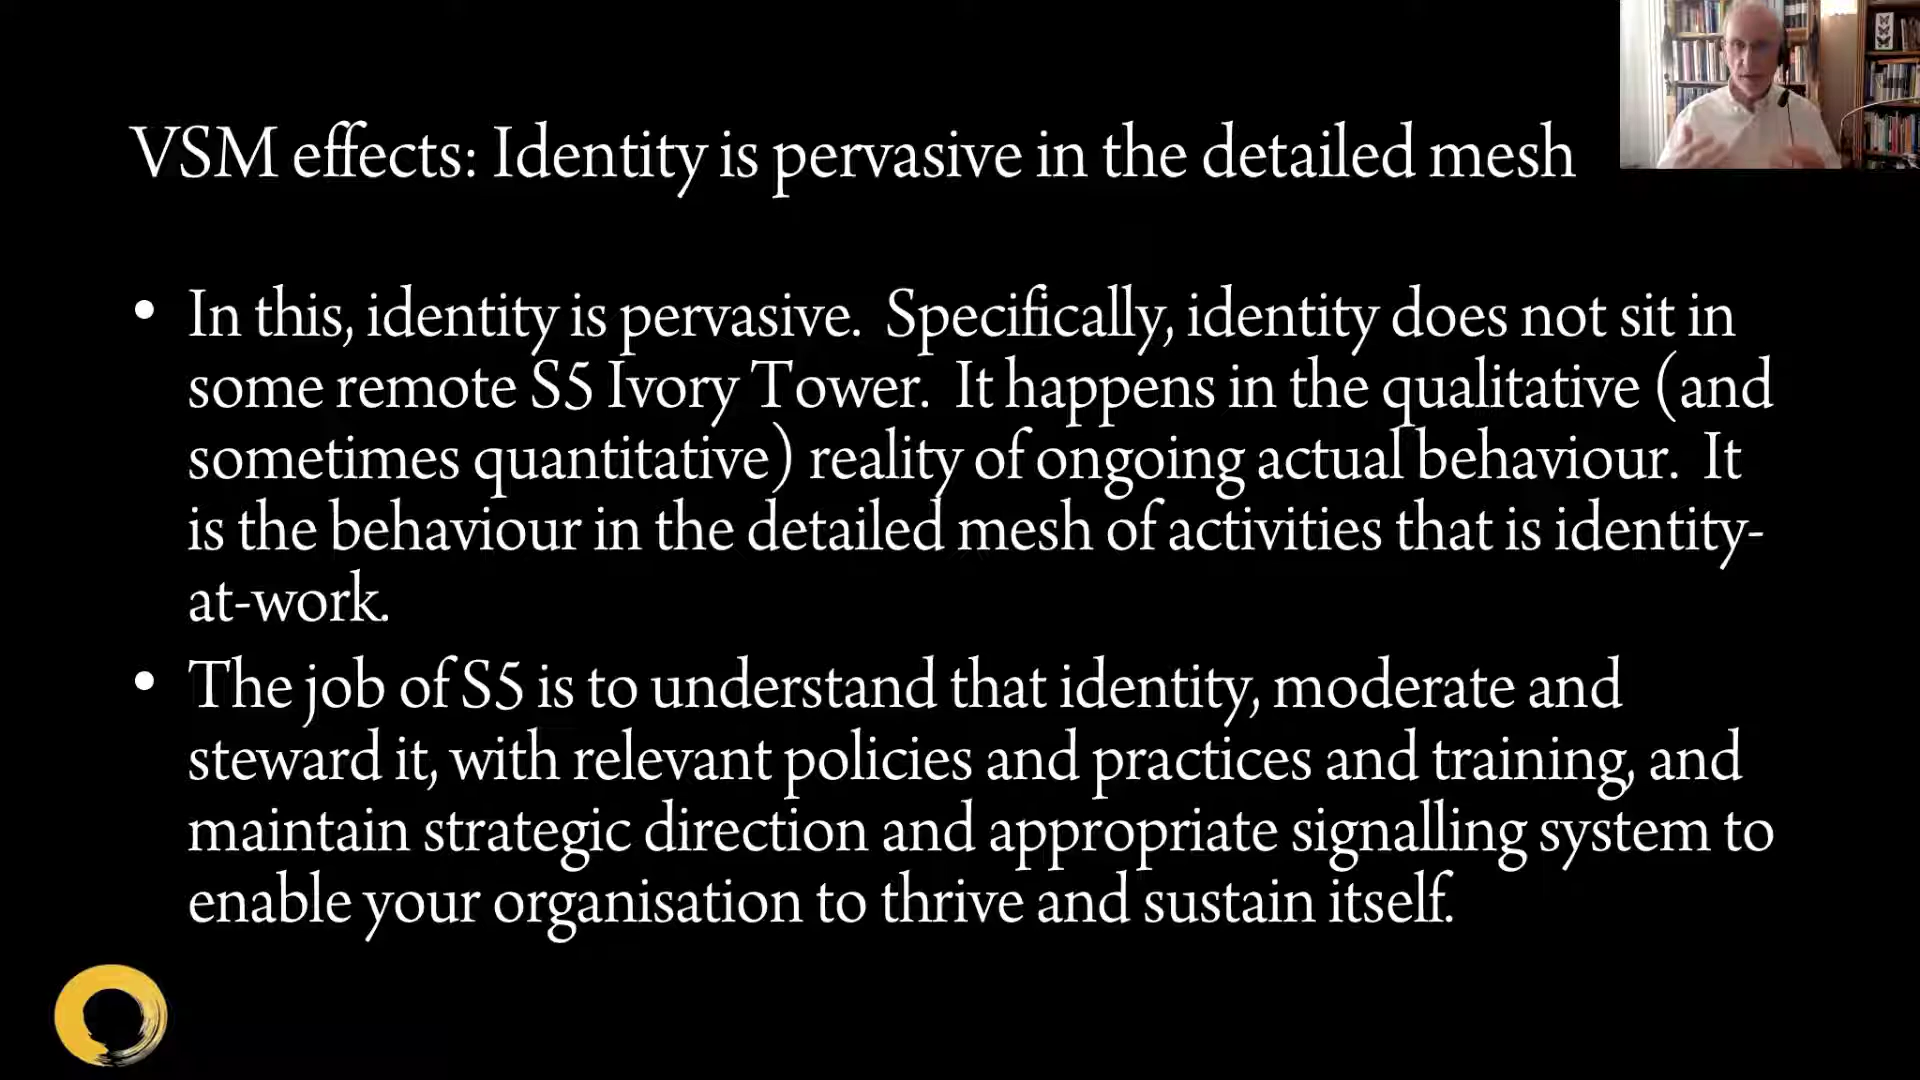 VSM effects: Identity is pervasive in the detailed mesh
• In this, identity is pervasive.  Specifically, identity does not sit in
some remote S5 Ivory Tower.  It happens in the qualitative (and
sometimes quantitative) reality of ongoing actual behaviour.  It
is the behaviour in the detailed mesh of activities that is identity-
at-work.
• The job of S5 is to understand that identity, moderate and
steward it, with relevant policies and practices and training, and
maintain strategic direction and appropriate signalling system to
enable your organisation to thrive and sustain itself.